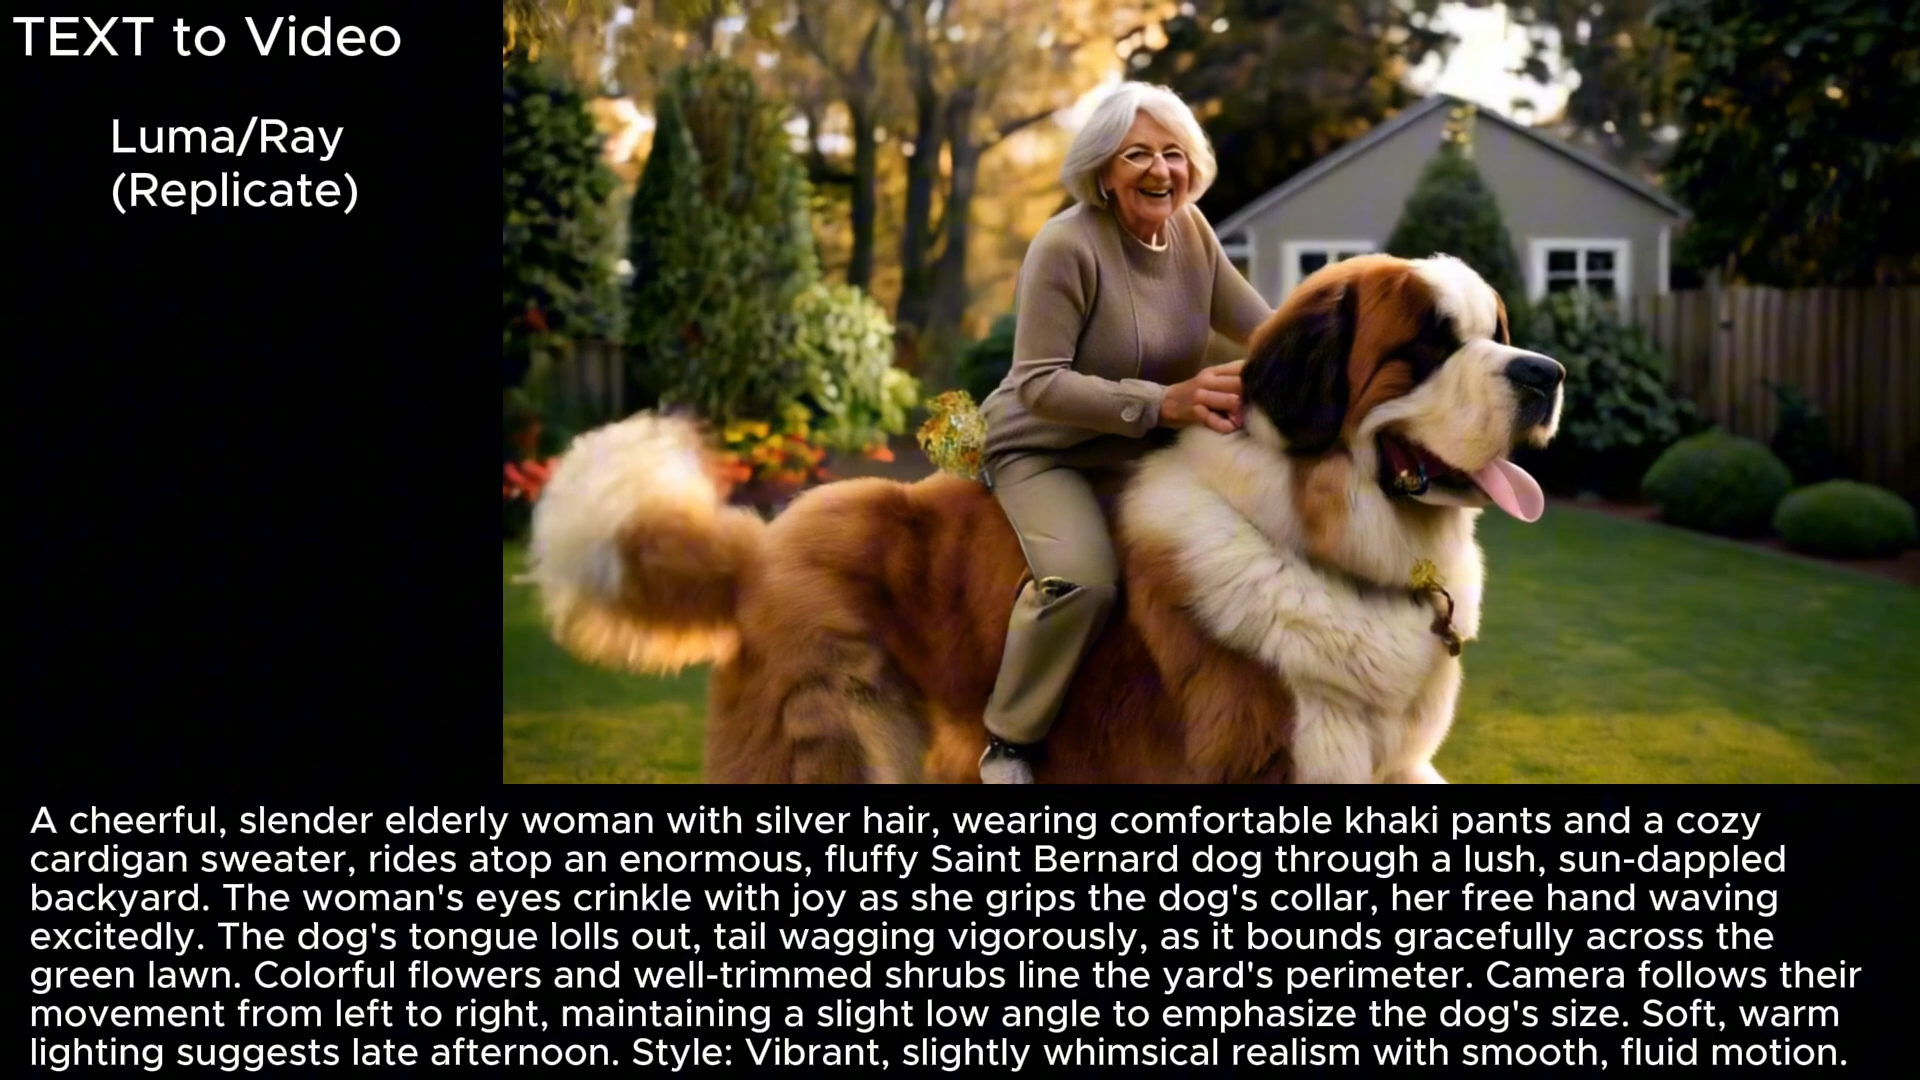 TEXT to Video
Luma/Ray
(Replicate)
A cheerful, slender elderly woman with silver hair, wearing comfortable khaki pants and a cozy
cardigan sweater, rides atop an enormous, fluffy Saint Bernard dog through a lush, sun-dappled
backyard. The woman's eyes crinkle with joy as she grips the dog's collar, her free hand waving
excitedly. The dog's tongue lolls out, tail wagging vigorously, as it bounds gracefully across the
green lawn. Colorful flowers and well-trimmed shrubs line the yard's perimeter. Camera follows their
movement from left to right, maintaining a slight low angle to emphasize the dog's size. Soft, warm
lighting suggests late afternoon. Style: Vibrant, slightly whimsical realism with smooth, fluid motion.